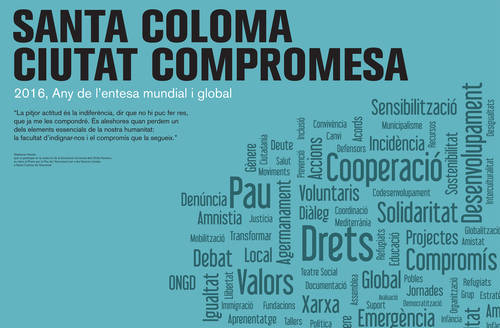 SANTA COLOMA
CIUTAT COMPROMESA
2016, Any de l'entesa mundial i global
"La pitjor actitud és la indiferència, dir que no hi puc fer res,
que ja me les compondré. És aleshores quan perdem un
dels elements essencials de la nostra humanitat:
la facultat d'indignar-nos i el compromís que la segueix."
Sensibilització
Desigualtats
Interculturalitat
Desenvolupament
Sostenibilitat
Recursos
Municipalisme
Incidència
Acords
Convivència
Canvi
Defensors
Inclusió
Prevenció
Accions
Cooperació
Deute
Ciutadania
Gènere
Salut
Moviments
Pau
Voluntaris
Codesenvolupament
Denúncia
Amnistia
Justícia
Agermanament
Diàleg
Coordinació
Mediterrània
Solidaritat
Mobilització
Transformar
Drets
Refugiats
Educació
Projectes
Globalització
Amistat
Debat
Local
Compromís
ONGD
Igualtat
Llibertat
Valors
Teatre Social
Documentació
Assemblea
Global
Pobles
Jornades
Organització
Refugiats
Grup
Estratè
Infants
Immigració
Fundacions
Xarxa
Avaluació
Democratització
Suport
Emergència
Aprenentatge
Tallers
Política